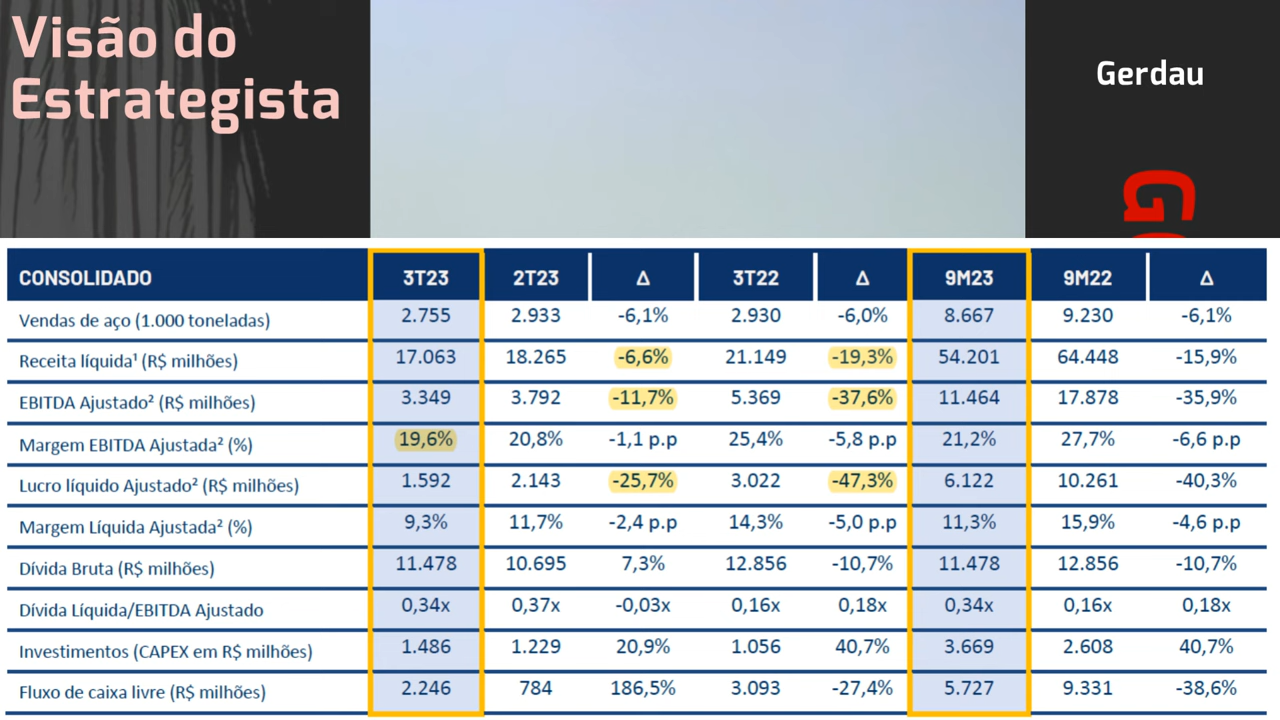 Visão do
Estrategista
Gerdau
G
CONSOLIDADO 3T23 2T23 Δ 3T22 Δ 9M23 9M22 Δ
Vendas de aço (1.000 toneladas) 2.755 2.933 -6,1% 2.930 -6,0% 8.667 9.230 -6,1%
Receita líquida¹ (R$ milhões) 17.063 18.265 -6,6% 21.149 -19,3% 54.201 64.448 -15,9%
EBITDA Ajustado² (R$ milhões) 3.349 3.792 -11,7% 5.369 -37,6% 11.464 17.878 -35,9%
Margem EBITDA Ajustada² (%) 19,6% 20,8% -1,1 p.p 25,4% -5,8 p.p 21,2% 27,7% -6,6 p.p
Lucro líquido Ajustado² (R$ milhões) 1.592 2.143 -25,7% 3.022 -47,3% 6.122 10.261 -40,3%
Margem Líquida Ajustada² (%) 9,3% 11,7% -2,4 p.p 14,3% -5,0 p.p 11,3% 15,9% -4,6 p.p
Dívida Bruta (R$ milhões) 11.478 10.695 7,3% 12.856 -10,7% 11.478 12.856 -10,7%
Dívida Líquida/EBITDA Ajustado 0,34x 0,37x -0,03x 0,16x 0,18x 0,34x 0,16x 0,18x
Investimentos (CAPEX em R$ milhões) 1.486 1.229 20,9% 1.056 40,7% 3.669 2.608 40,7%
Fluxo de caixa livre (R$ milhões) 2.246 784 186,5% 3.093 -27,4% 5.727 9.331 -38,6%